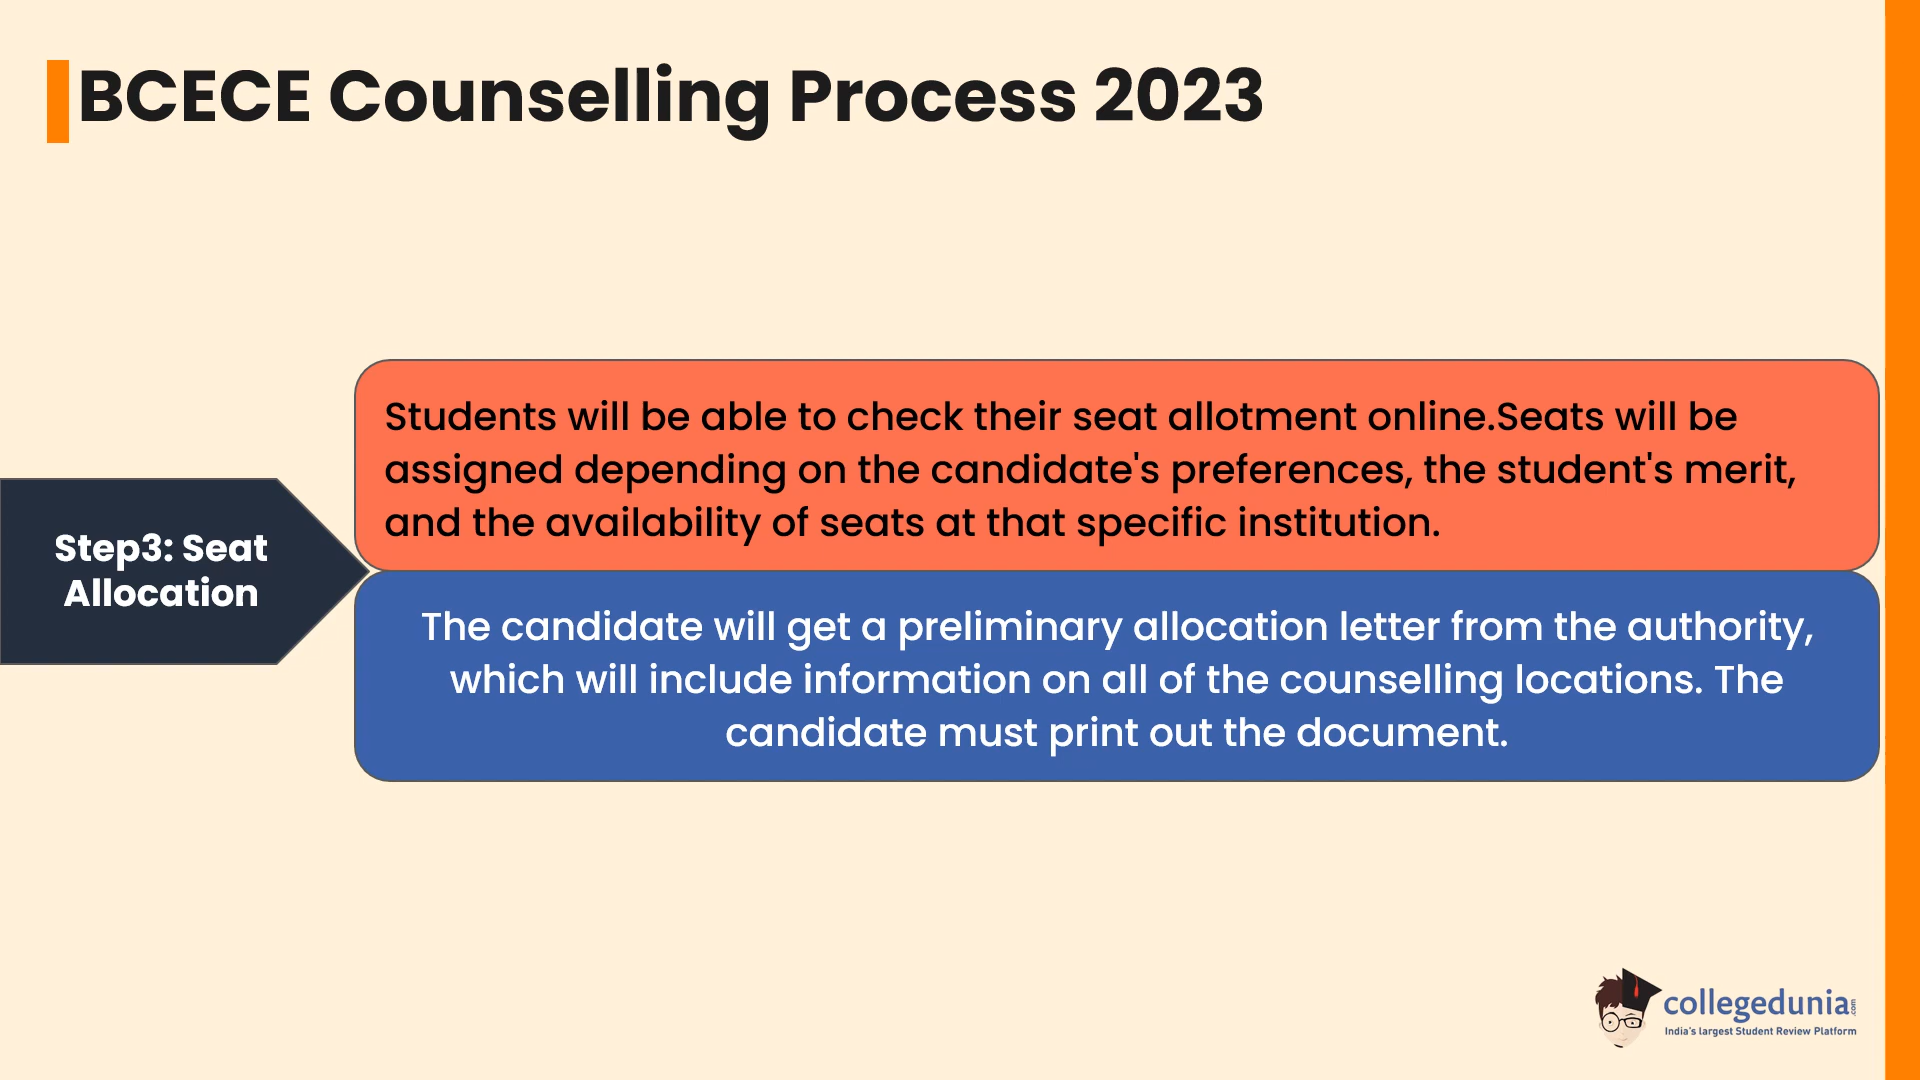 BCECE Counselling Process 2023
Step3: Seat
Allocation
Students will be able to check their seat allotment online.Seats will be
assigned depending on the candidate's preferences, the student's merit,
and the availability of seats at that specific institution.
The candidate will get a preliminary allocation letter from the authority,
which will include information on all of the counselling locations. The
candidate must print out the document.
collegedunia.com
India's largest Student Review Platform